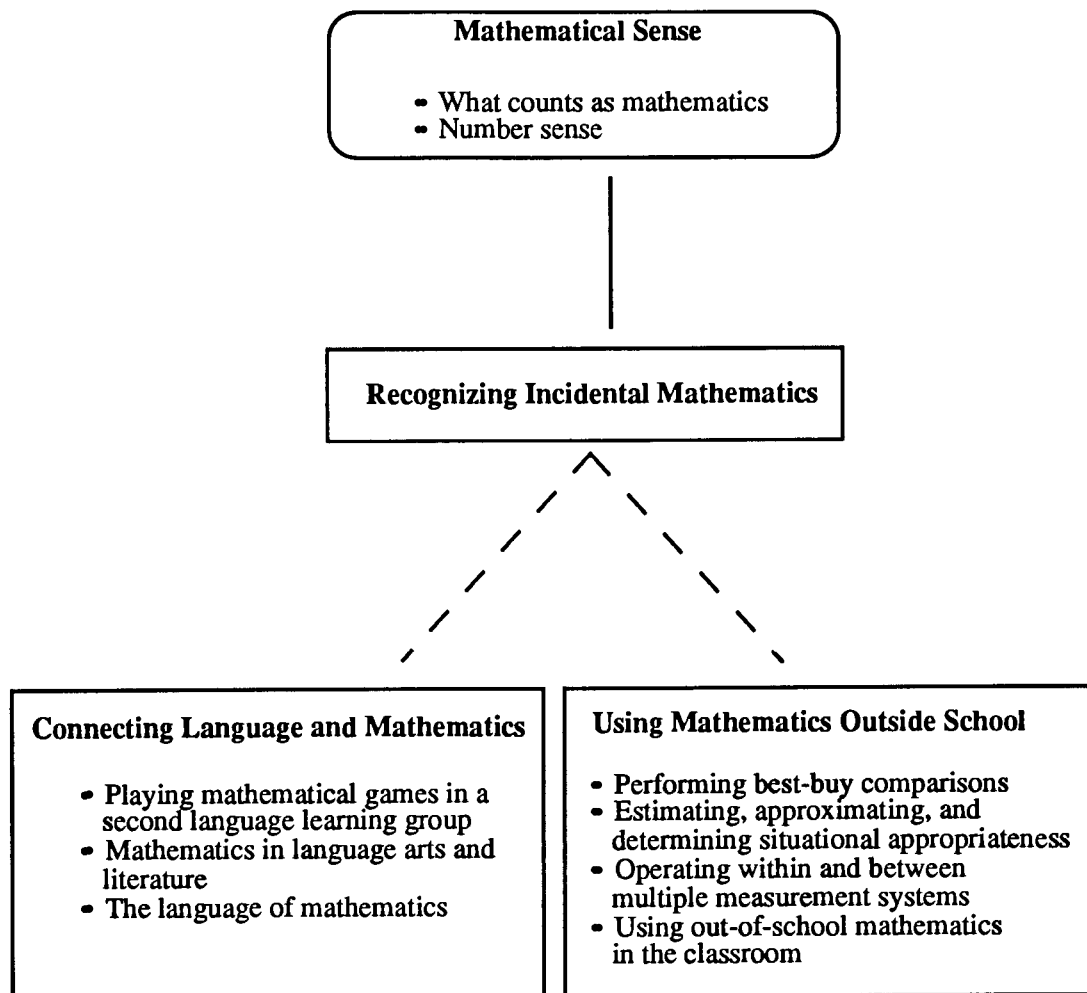 Mathematical Sense
• What counts as mathematics
• Number sense
Recognizing Incidental Mathematics
Connecting Language and Mathematics
• Playing mathematical games in a
second language learning group
• Mathematics in language arts and
literature
• The language of mathematics
Using Mathematics Outside School
• Performing best-buy comparisons
• Estimating, approximating, and
determining situational appropriateness
• Operating within and between
multiple measurement systems
• Using out-of-school mathematics
in the classroom